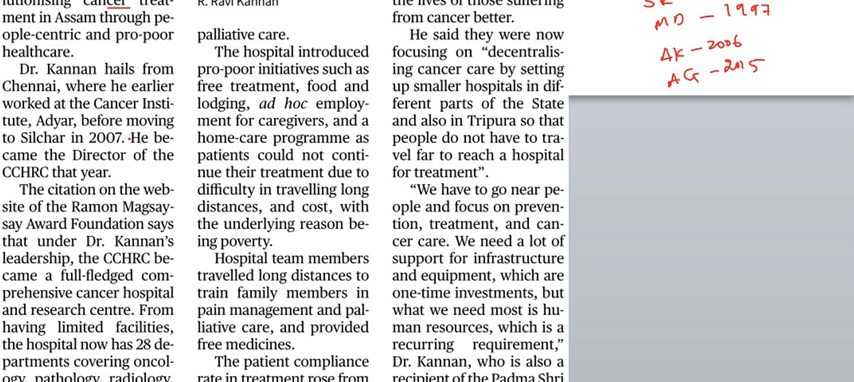 lutionising cancer treat-
ment in Assam through pe-
ople-centric and pro-poor
healthcare.
Dr. Kannan hails from
Chennai, where he earlier
worked at the Cancer Insti-
tute, Adyar, before moving
to Silchar in 2007. He be-
came the Director of the
CCHRC that year.
The citation on the web-
site of the Ramon Magsay-
say Award Foundation says
that under Dr. Kannan's
leadership, the CCHRC be-
came a full-fledged com-
prehensive cancer hospital
and research centre. From
having limited facilities,
the hospital now has 28 de-
partments covering oncol-
ogy, pathology, radiology,
R. Ravi Kannan
palliative care.
The hospital introduced
pro-poor initiatives such as
free treatment, food and
lodging, ad hoc employ-
ment for caregivers, and a
home-care programme as
patients could not conti-
nue their treatment due to
difficulty in travelling long
distances, and cost, with
the underlying reason be-
ing poverty.
Hospital team members
travelled long distances to
train family members in
pain management and pal-
liative care, and provided
free medicines.
The patient compliance
rate in treatment rose from
the lives of those suffering
from cancer better.
He said they were now
focusing on "decentralis-
ing cancer care by setting
up smaller hospitals in dif-
ferent parts of the State
and also in Tripura so that
people do not have to tra-
vel far to reach a hospital
for treatment".
"We have to go near pe-
ople and focus on preven-
tion, treatment, and can-
cer care. We need a lot of
support for infrastructure
and equipment, which are
one-time investments, but
what we need most is hu-
man resources, which is a
recurring requirement,"
Dr. Kannan, who is also a
recipient of the Padma Shri
MD - 1997
AK - 2006
AG - 2015